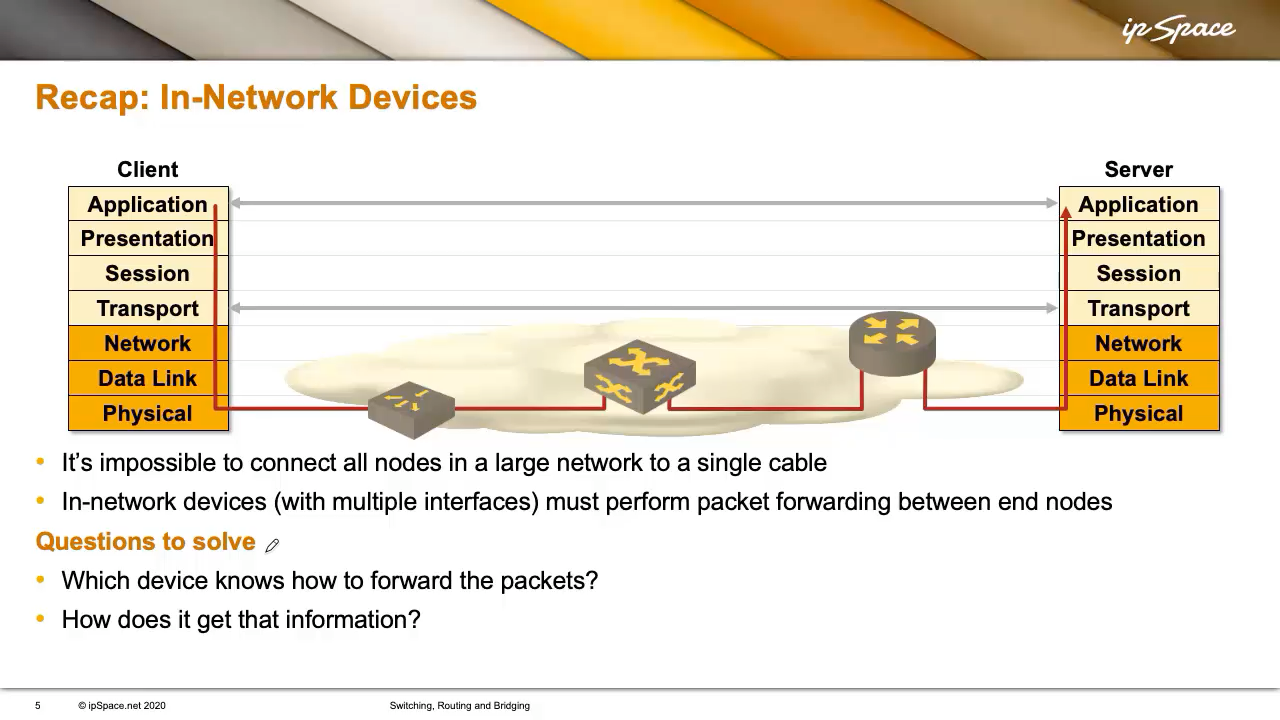 ip Space
Recap: In-Network Devices
Client
Server
Application
Presentation
Session
Transport
Network
Data Link
Physical
Application
Presentation
Session
Transport
Network
Data Link
Physical
• It’s impossible to connect all nodes in a large network to a single cable
• In-network devices (with multiple interfaces) must perform packet forwarding between end nodes
Questions to solve
• Which device knows how to forward the packets?
• How does it get that information?
5 © ipSpace.net 2020 Switching, Routing and Bridging